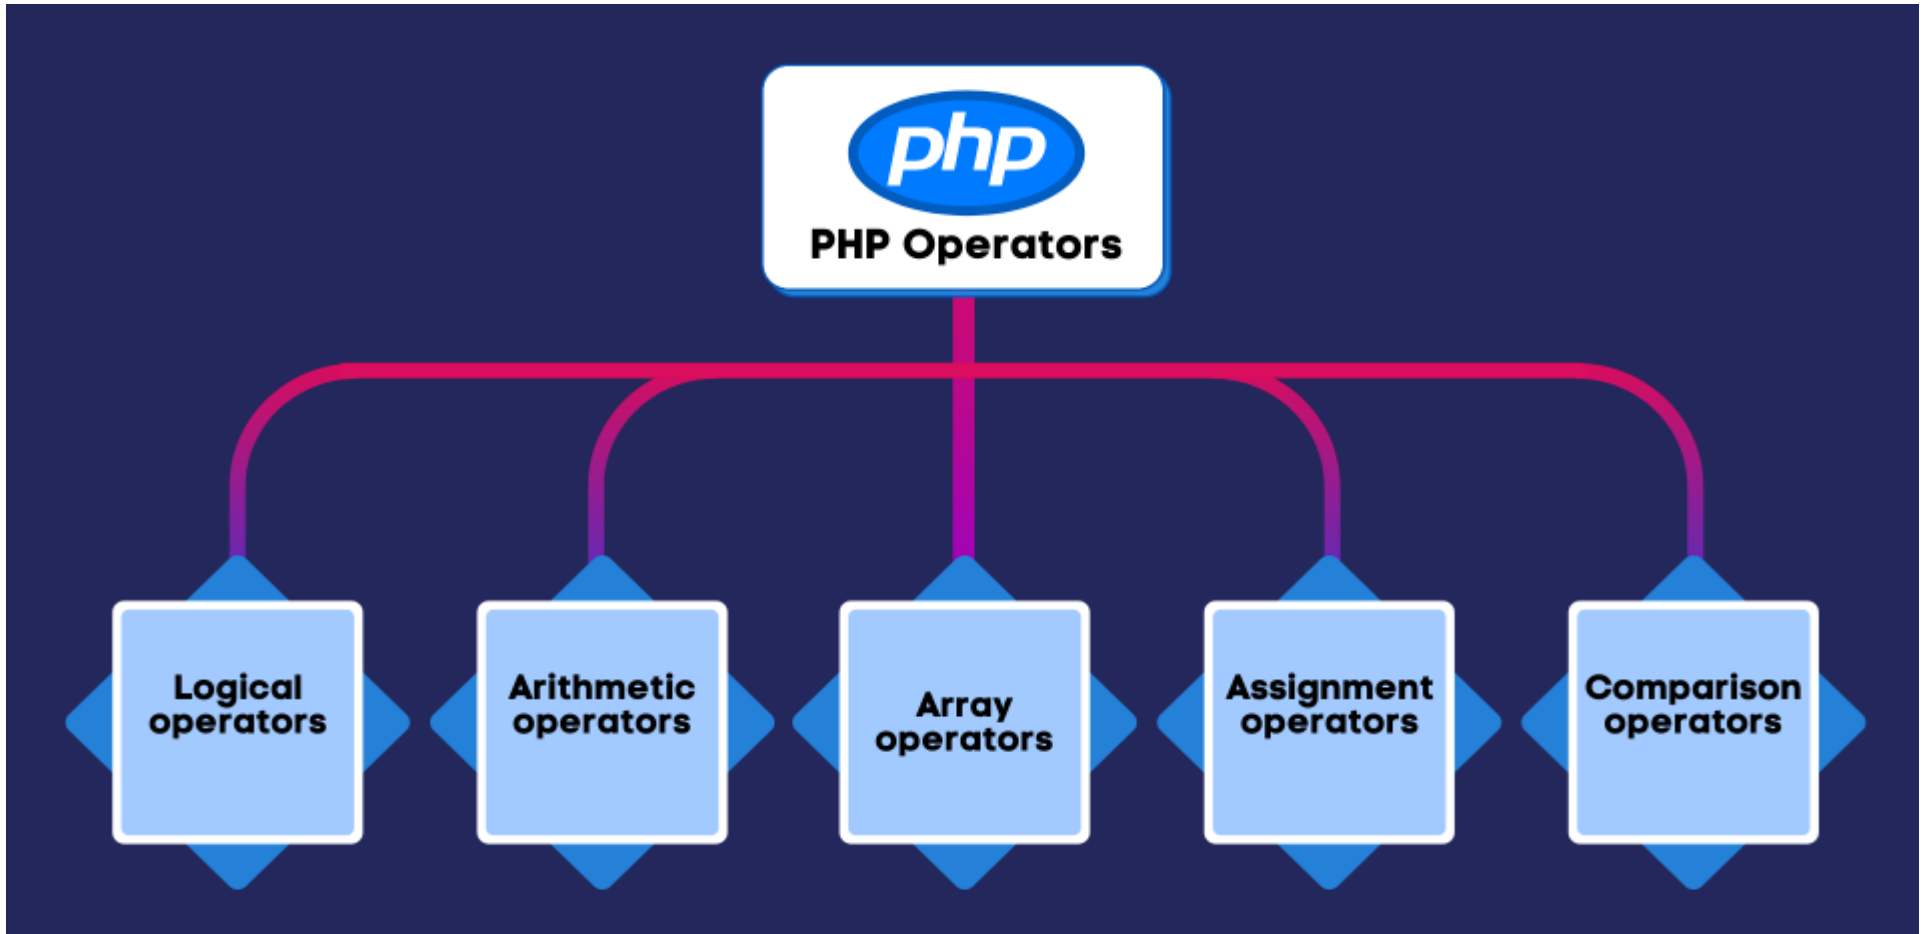 php
PHP Operators
Logical
operators
Arithmetic
operators
Array
operators
Assignment
operators
Comparison
operators